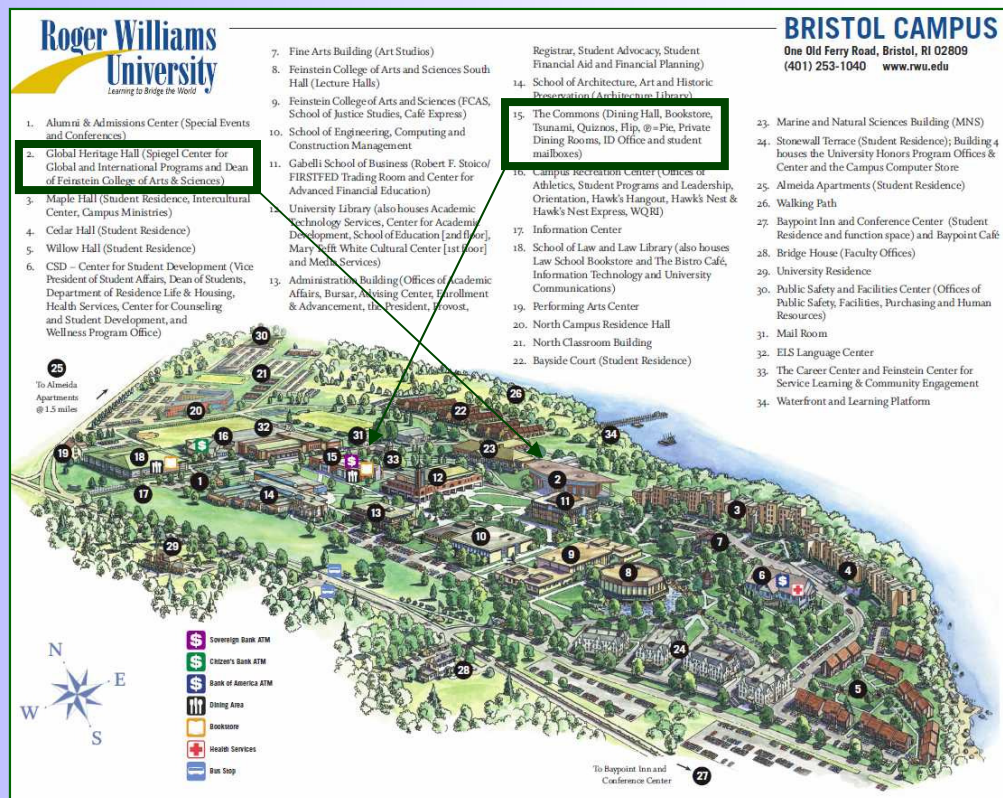 Roger Williams
University
Learning to Bridge the World
BRISTOL CAMPUS
One Old Ferry Road, Bristol, RI 02809
(401) 253-1040 www.rwu.edu
1. Alumni & Admissions Center (Special Events
and Conferences)
2. Global Heritage Hall (Spiegel Center for
Global and International Programs and Dean
of Feinstein College of Arts & Sciences)
3. Maple Hall (Student Residence, Intercultural
Center, Campus Ministries)
4. Cedar Hall (Student Residence)
5. Willow Hall (Student Residence)
6. CSD – Center for Student Development (Vice
President of Student Affairs, Dean of Students,
Department of Residence Life & Housing,
Health Services, Center for Counseling
and Student Development, and
Wellness Program Office)
7. Fine Arts Building (Art Studios)
8. Feinstein College of Arts and Sciences South
Hall (Lecture Halls)
9. Feinstein College of Arts and Sciences (FCAS,
School of Justice Studies, Café Express)
10. School of Engineering, Computing and
Construction Management
11. Gabelli School of Business (Robert F. Stoico/
FIRSTFED Trading Room and Center for
Advanced Financial Education)
12. University Library (also houses Academic
Technology Services, Center for Academic
Development, School of Education [2nd floor],
Mary Tefft White Cultural Center [1st floor]
and Media Services)
13. Administration Building (Offices of Academic
Affairs, Bursar, Advising Center, Enrollment
& Advancement, the President, Provost,
Registrar, Student Advocacy, Student
Financial Aid and Financial Planning)
14. School of Architecture, Art and Historic
Preservation (Architecture Library)
15. The Commons (Dining Hall, Bookstore,
Tsunami, Quiznos, Flip, ℗=Pie, Private
Dining Rooms, ID Office and student
mailboxes)
16. Campus Recreation Center (Offices of
Athletics, Student Programs and Leadership,
Orientation, Hawk's Hangout, Hawk's Nest &
Hawk's Nest Express, WQRI)
17. Information Center
18. School of Law and Law Library (also houses
Law School Bookstore and The Bistro Café,
Information Technology and University
Communications)
19. Performing Arts Center
20. North Campus Residence Hall
21. North Classroom Building
22. Bayside Court (Student Residence)
23. Marine and Natural Sciences Building (MNS)
24. Stonewall Terrace (Student Residence); Building 4
houses the University Honors Program Offices &
Center and the Campus Computer Store
25. Almeida Apartments (Student Residence)
26. Walking Path
27. Baypoint Inn and Conference Center (Student
Residence and function space) and Baypoint Café
28. Bridge House (Faculty Offices)
29. University Residence
30. Public Safety and Facilities Center (Offices of
Public Safety, Facilities, Purchasing and Human
Resources)
31. Mail Room
32. ELS Language Center
33. The Career Center and Feinstein Center for
Service Learning & Community Engagement
34. Waterfront and Learning Platform
30
25
To Almeida
Apartments
@ 1.5 miles
21
26
20
22
16
32
31
34
19
18
15
33
23
17
1
14
12
2
11
3
13
10
7
29
9
8
6
4
24
28
5
N
E
W
S
$ Sovereign Bank ATM
$ Citizen's Bank ATM
$ Bank of America ATM
Dining Area
Bookstore
Health Services
Bus Stop
To Baypoint Inn and
Conference Center
27